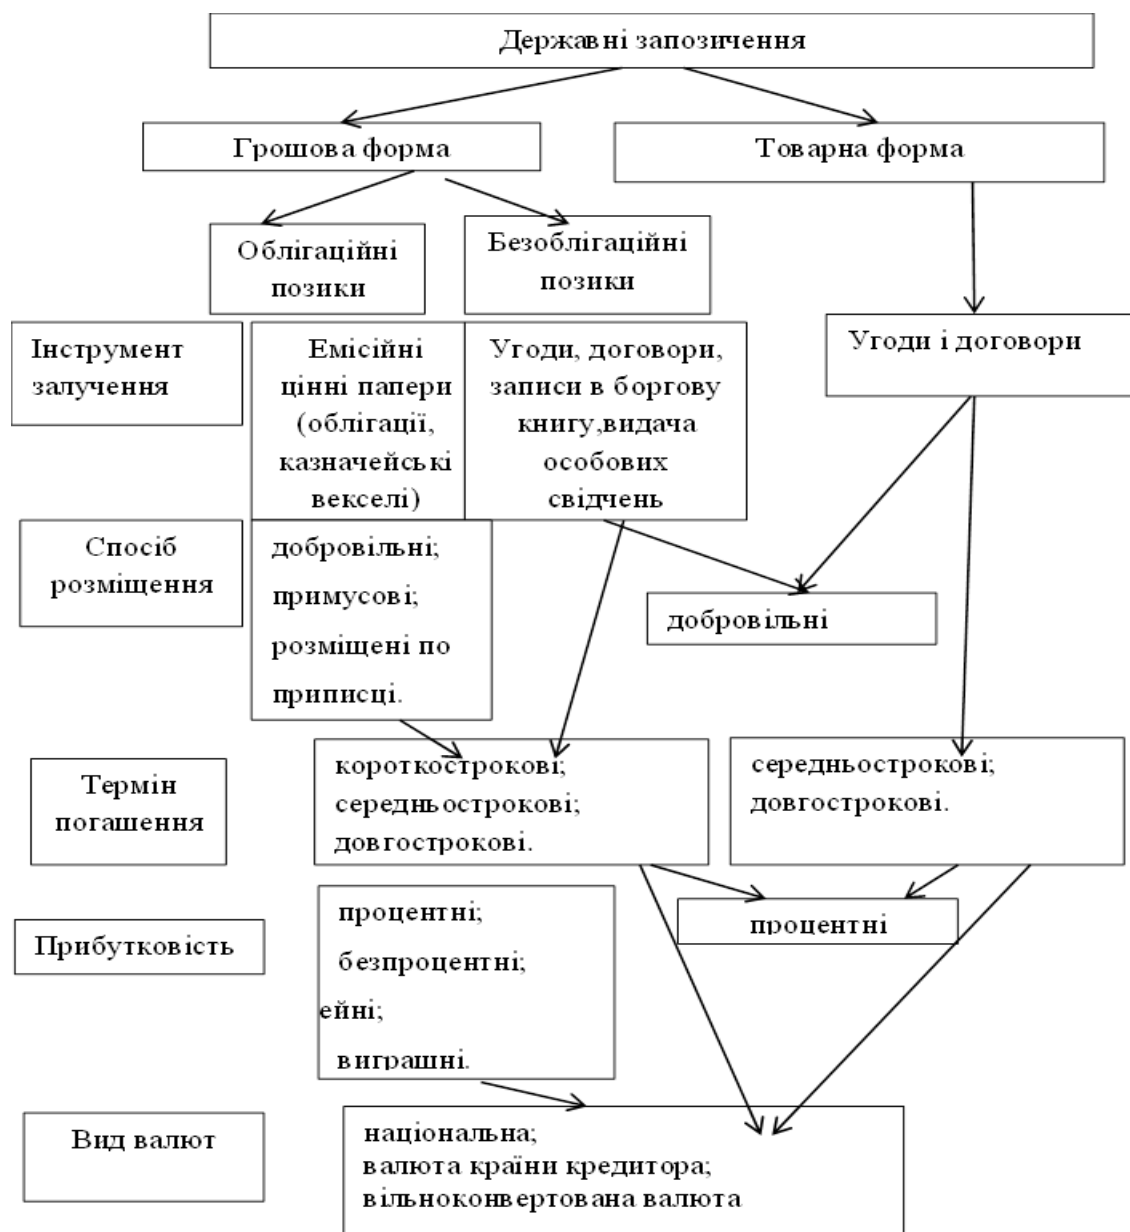 Державні запозичення
Грошова форма
Товарна форма
Облігаційні
позики
Безоблігаційні
позики
Інструмент
залучення
Емісійні
цінні папери
(облігації,
казначейські
векселі)
Угоди, договори,
записи в боргову
книгу,видача
особових
свідчень
Угоди і договори
Спосіб
розміщення
добровільні;
примусові;
розміщені по
приписці.
добровільні
Термін
погашення
короткострокові;
середньострокові;
довгострокові.
середньострокові;
довгострокові.
Прибутковість
процентні;
безпроцентні;
ейні;
виграшні.
процентні
Вид валют
національна;
валюта країни кредитора;
вільноконвертована валюта